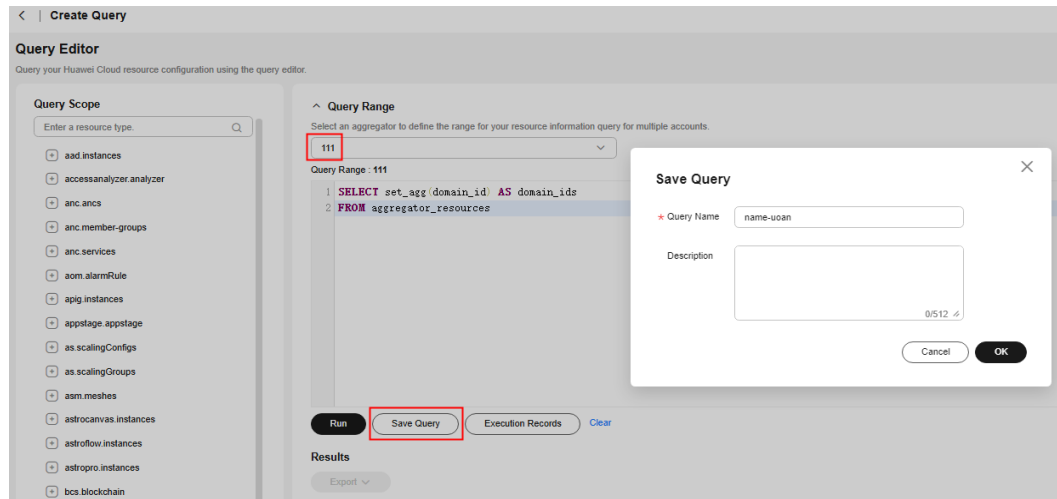 < | Create Query
Query Editor
Query your Huawei Cloud resource configuration using the query editor.
Query Scope
Enter a resource type.
aad.instances
accessanalyzer.analyzer
anc.ancs
anc.member-groups
anc.services
aom.alarmRule
apig.instances
appstage.appstage
as.scalingConfigs
as.scalingGroups
asm.meshes
astrocanvas.instances
astroflow.instances
astropro.instances
bcs.blockchain
Query Range
Select an aggregator to define the range for your resource information query for multiple accounts.
111
Query Range : 111
1 SELECT set_agg(domain_id) AS domain_ids
2 FROM aggregator_resources
Run
Save Query
Execution Records
Clear
Results
Export
Save Query
* Query Name
name-uoan
Description
0/512
Cancel
OK